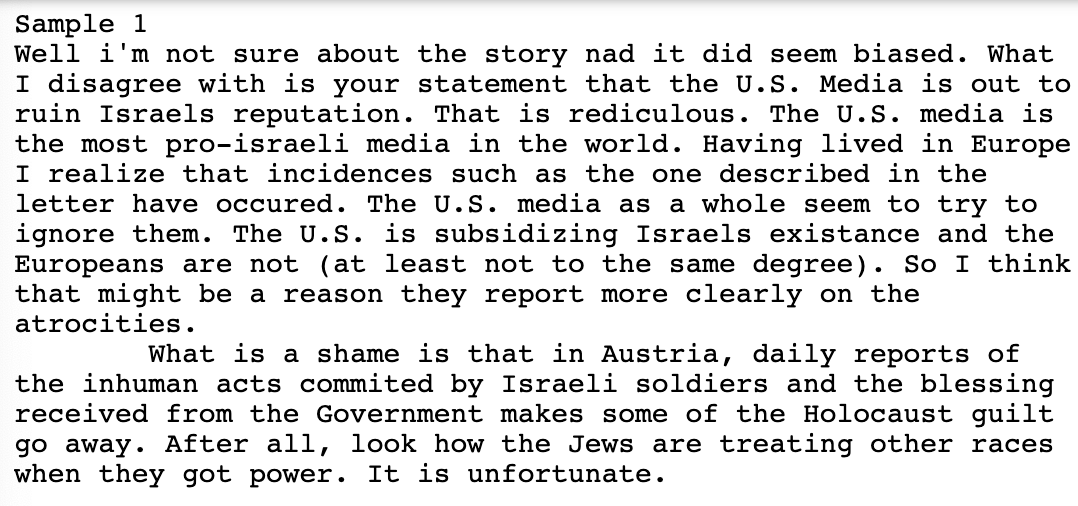 Sample 1
Well i'm not sure about the story nad it did seem biased. What
I disagree with is your statement that the U.S. Media is out to
ruin Israels reputation. That is rediculous. The U.S. media is
the most pro-israeli media in the world. Having lived in Europe
I realize that incidences such as the one described in the
letter have occured. The U.S. media as a whole seem to try to
ignore them. The U.S. is subsidizing Israels existance and the
Europeans are not (at least not to the same degree). So I think
that might be a reason they report more clearly on the
atrocities.
What is a shame is that in Austria, daily reports of
the inhuman acts commited by Israeli soldiers and the blessing
received from the Government makes some of the Holocaust guilt
go away. After all, look how the Jews are treating other races
when they got power. It is unfortunate.